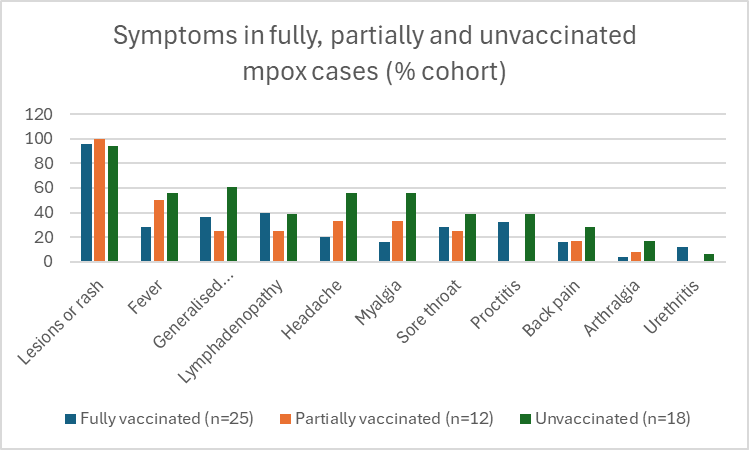 Symptoms in fully, partially and unvaccinated
mpox cases (% cohort)
120
100
80
60
40
20
0
Lesions or rash
Fever
Generalised...
Lymphadenopathy
Headache
Myalgia
Sore throat
Proctitis
Back pain
Arthralgia
Urethritis
Fully vaccinated (n=25) Partially vaccinated (n=12) Unvaccinated (n=18)